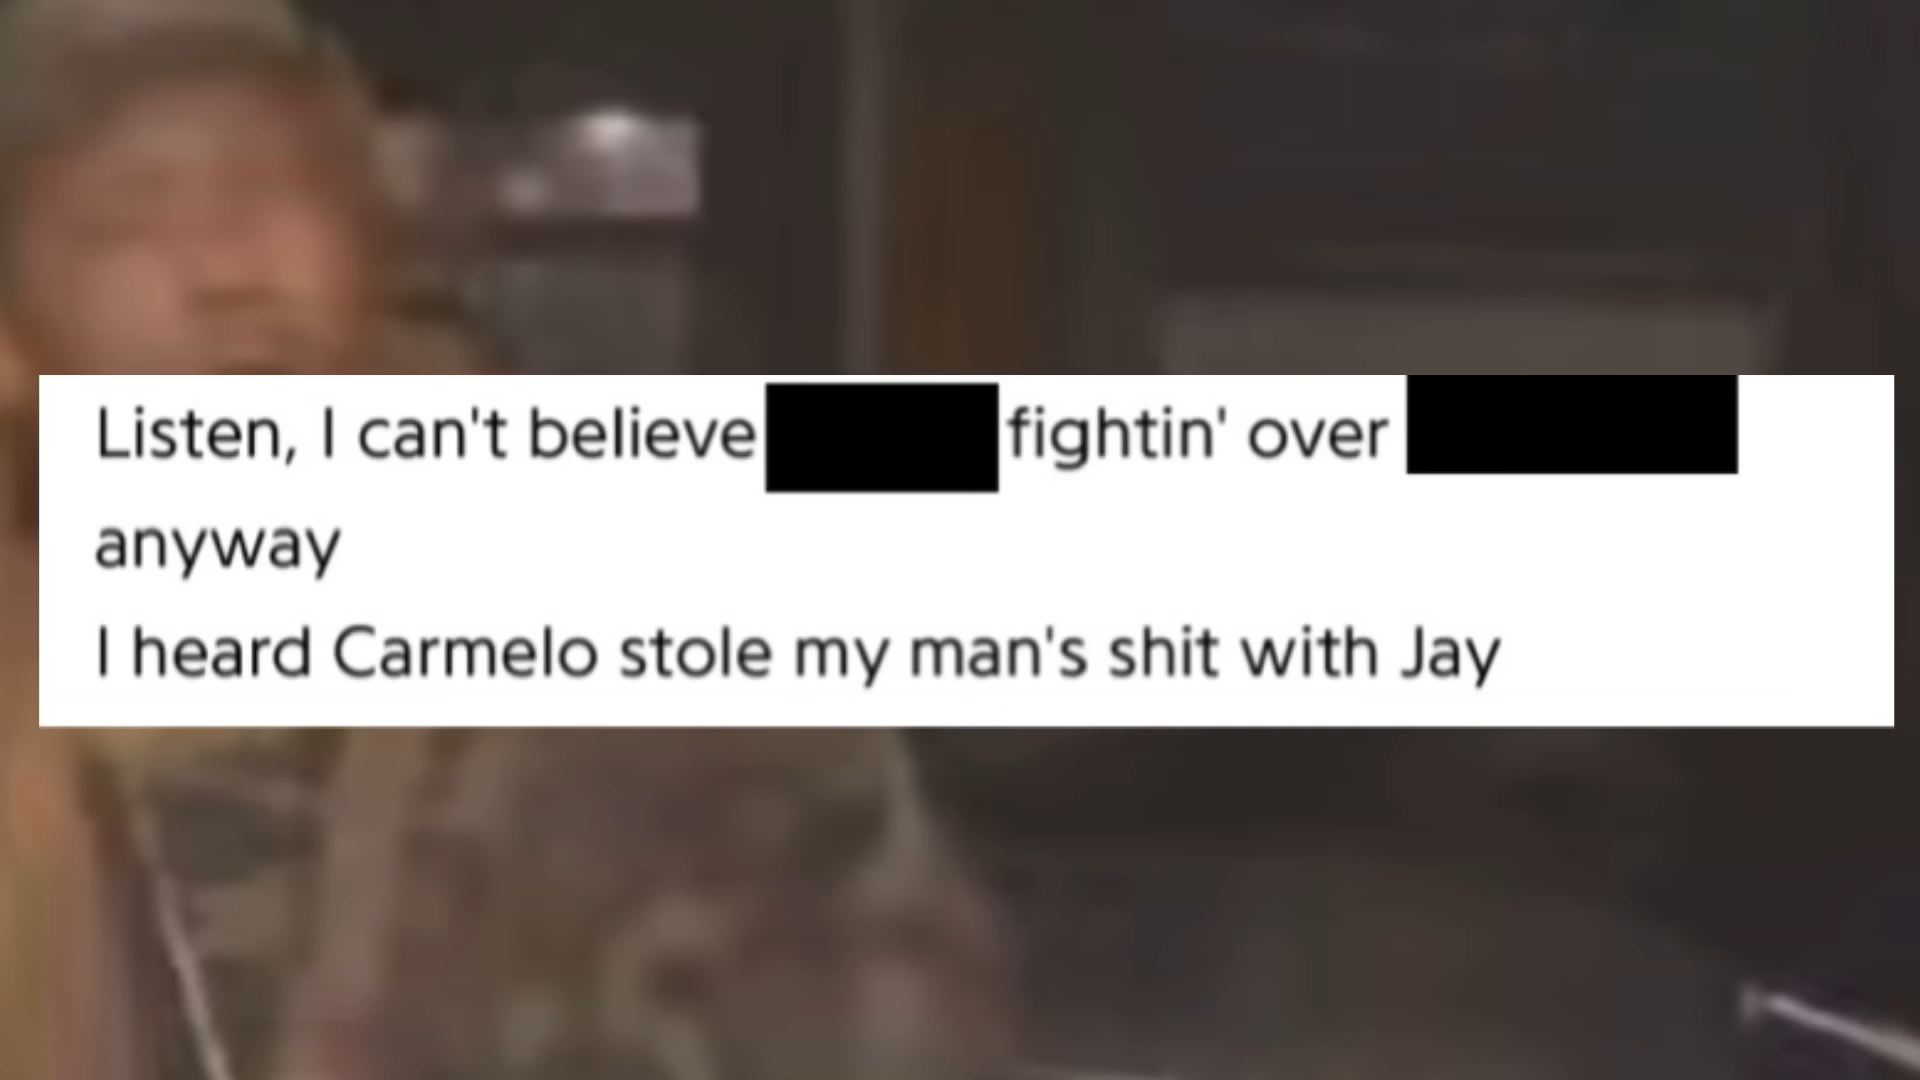 Listen, I can't believe fightin' over
anyway
I heard Carmelo stole my man's shit with Jay